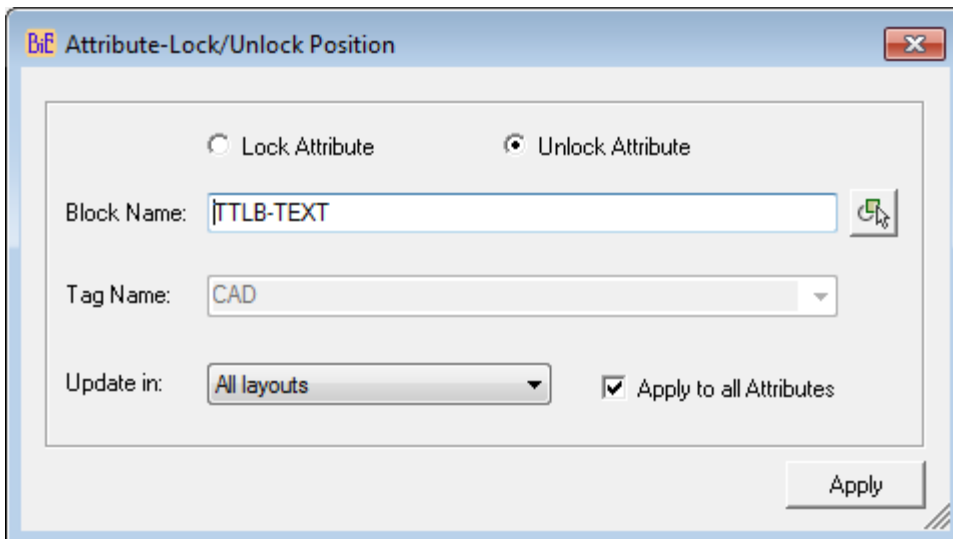 BiE Attribute-Lock/Unlock Position
Lock Attribute Unlock Attribute
Block Name: TTLB-TEXT
Tag Name: CAD
Update in: All layouts Apply to all Attributes
Apply